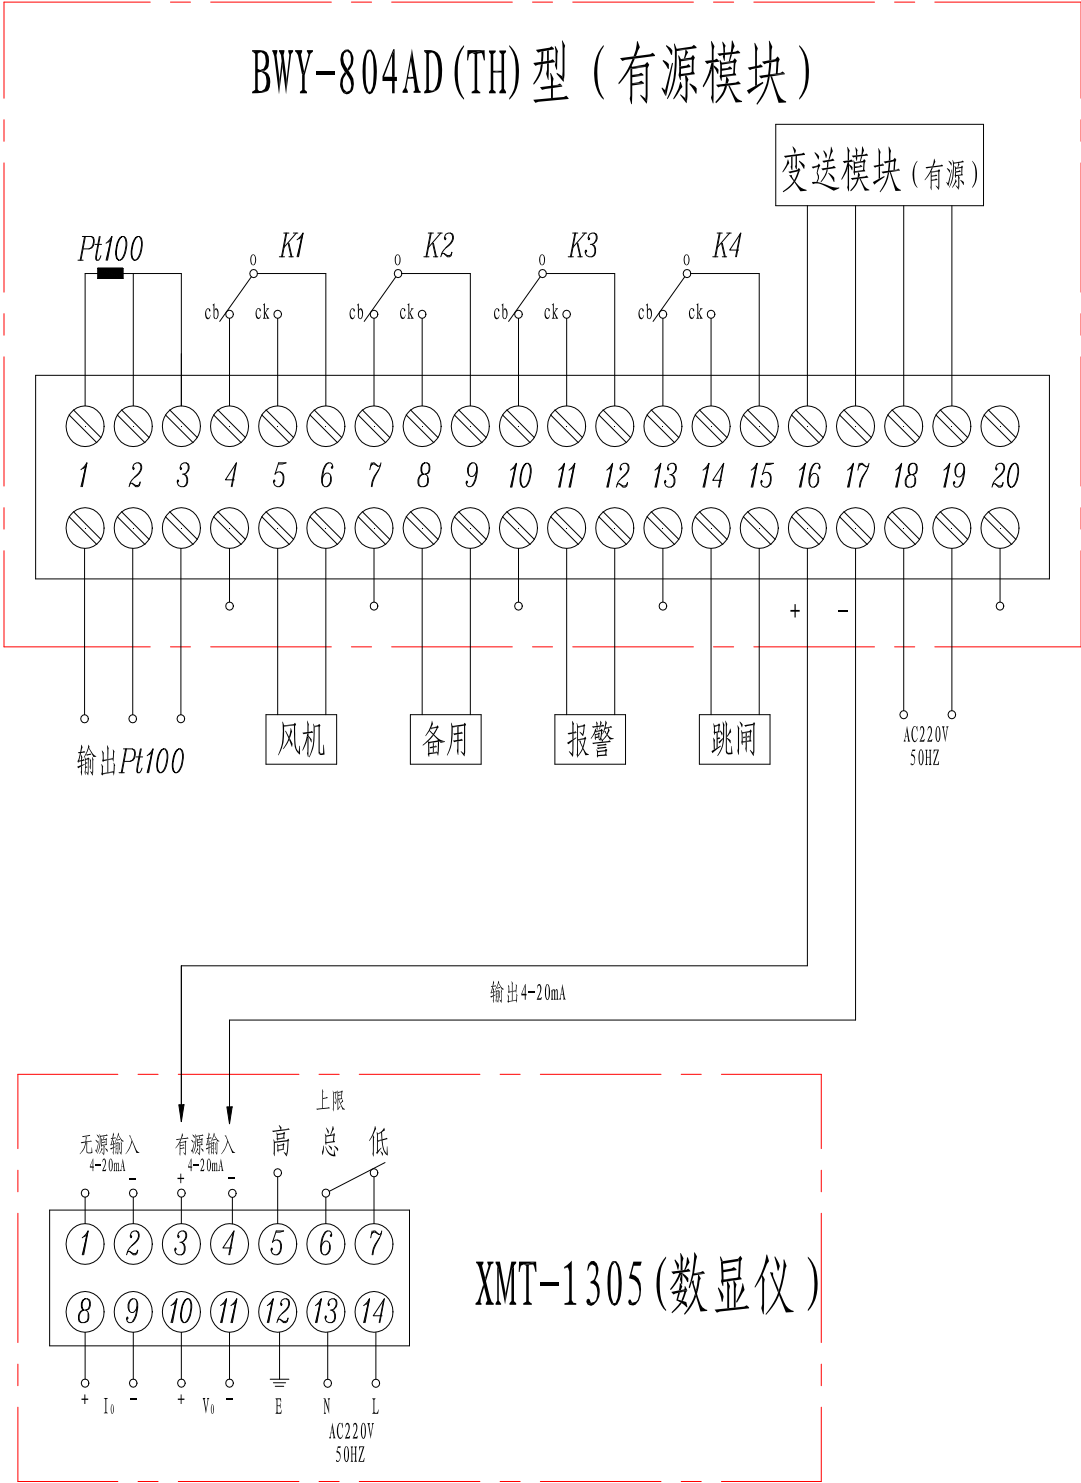 BWY-804AD(TH)型（有源模块）
变送模块（有源）
Pt100 K1 K2 K3 K4
o o o o
cb ck cb ck cb ck cb ck
1 2 3 4 5 6 7 8 9 10 11 12 13 14 15 16 17 18 19 20
+ -
风机 备用 报警 跳闸
输出Pt100
AC220V
50HZ
输出4-20mA
上限
高 总 低
无源输入 有源输入
4-20mA 4-20mA
- + -
1 2 3 4 5 6 7
XMT-1305(数显仪)
8 9 10 11 12 13 14
+ I0 - + V0 - E N L
AC220V
50HZ